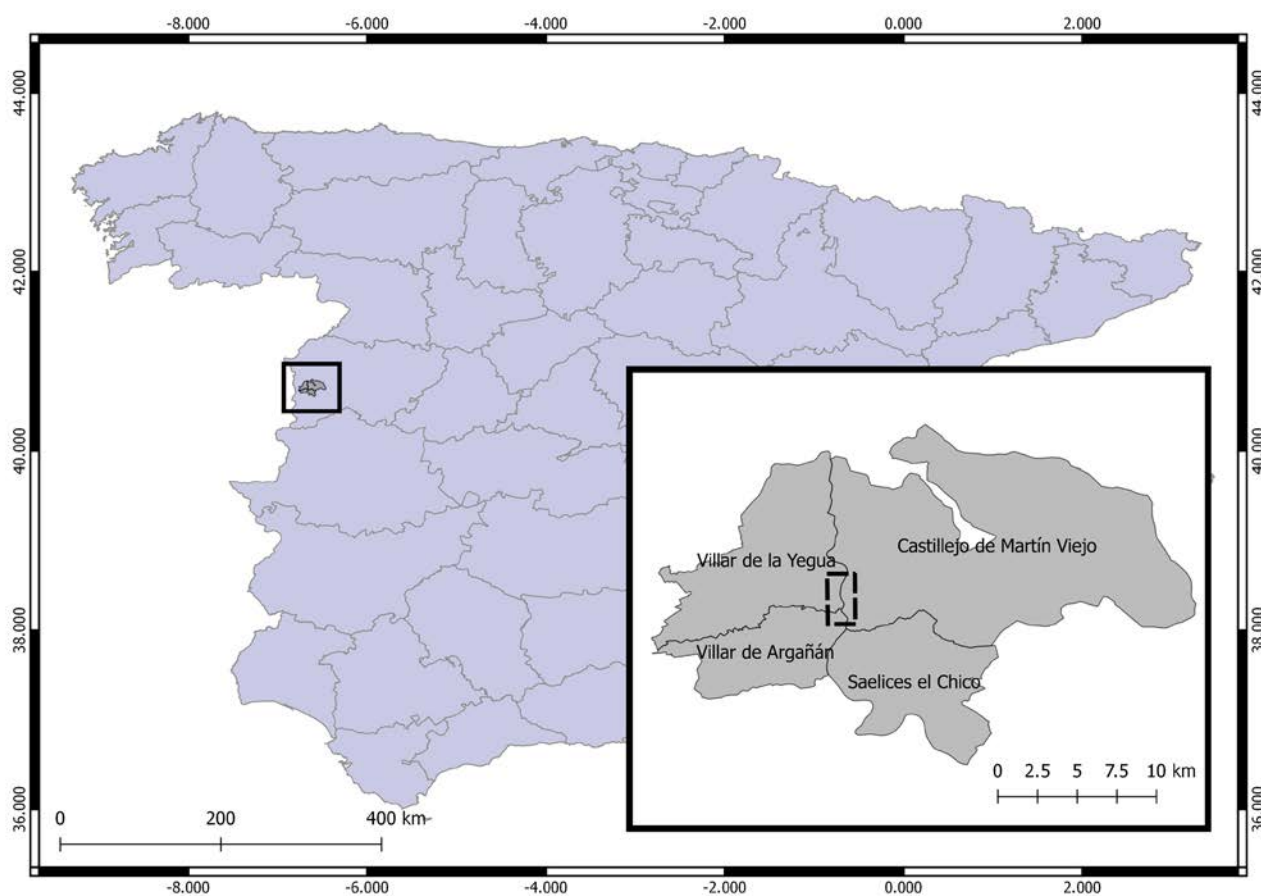 -8.000 -6.000 -4.000 -2.000 0.000 2.000
44.000 44.000
42.000 42.000
40.000 40.000
38.000 38.000
36.000 36.000
Villar de la Yegua
Castillejo de Martín Viejo
Villar de Argañán
Saelices el Chico
0 2.5 5 7.5 10 km
0 200 400 km
-8.000 -6.000 -4.000 -2.000 0.000 2.000